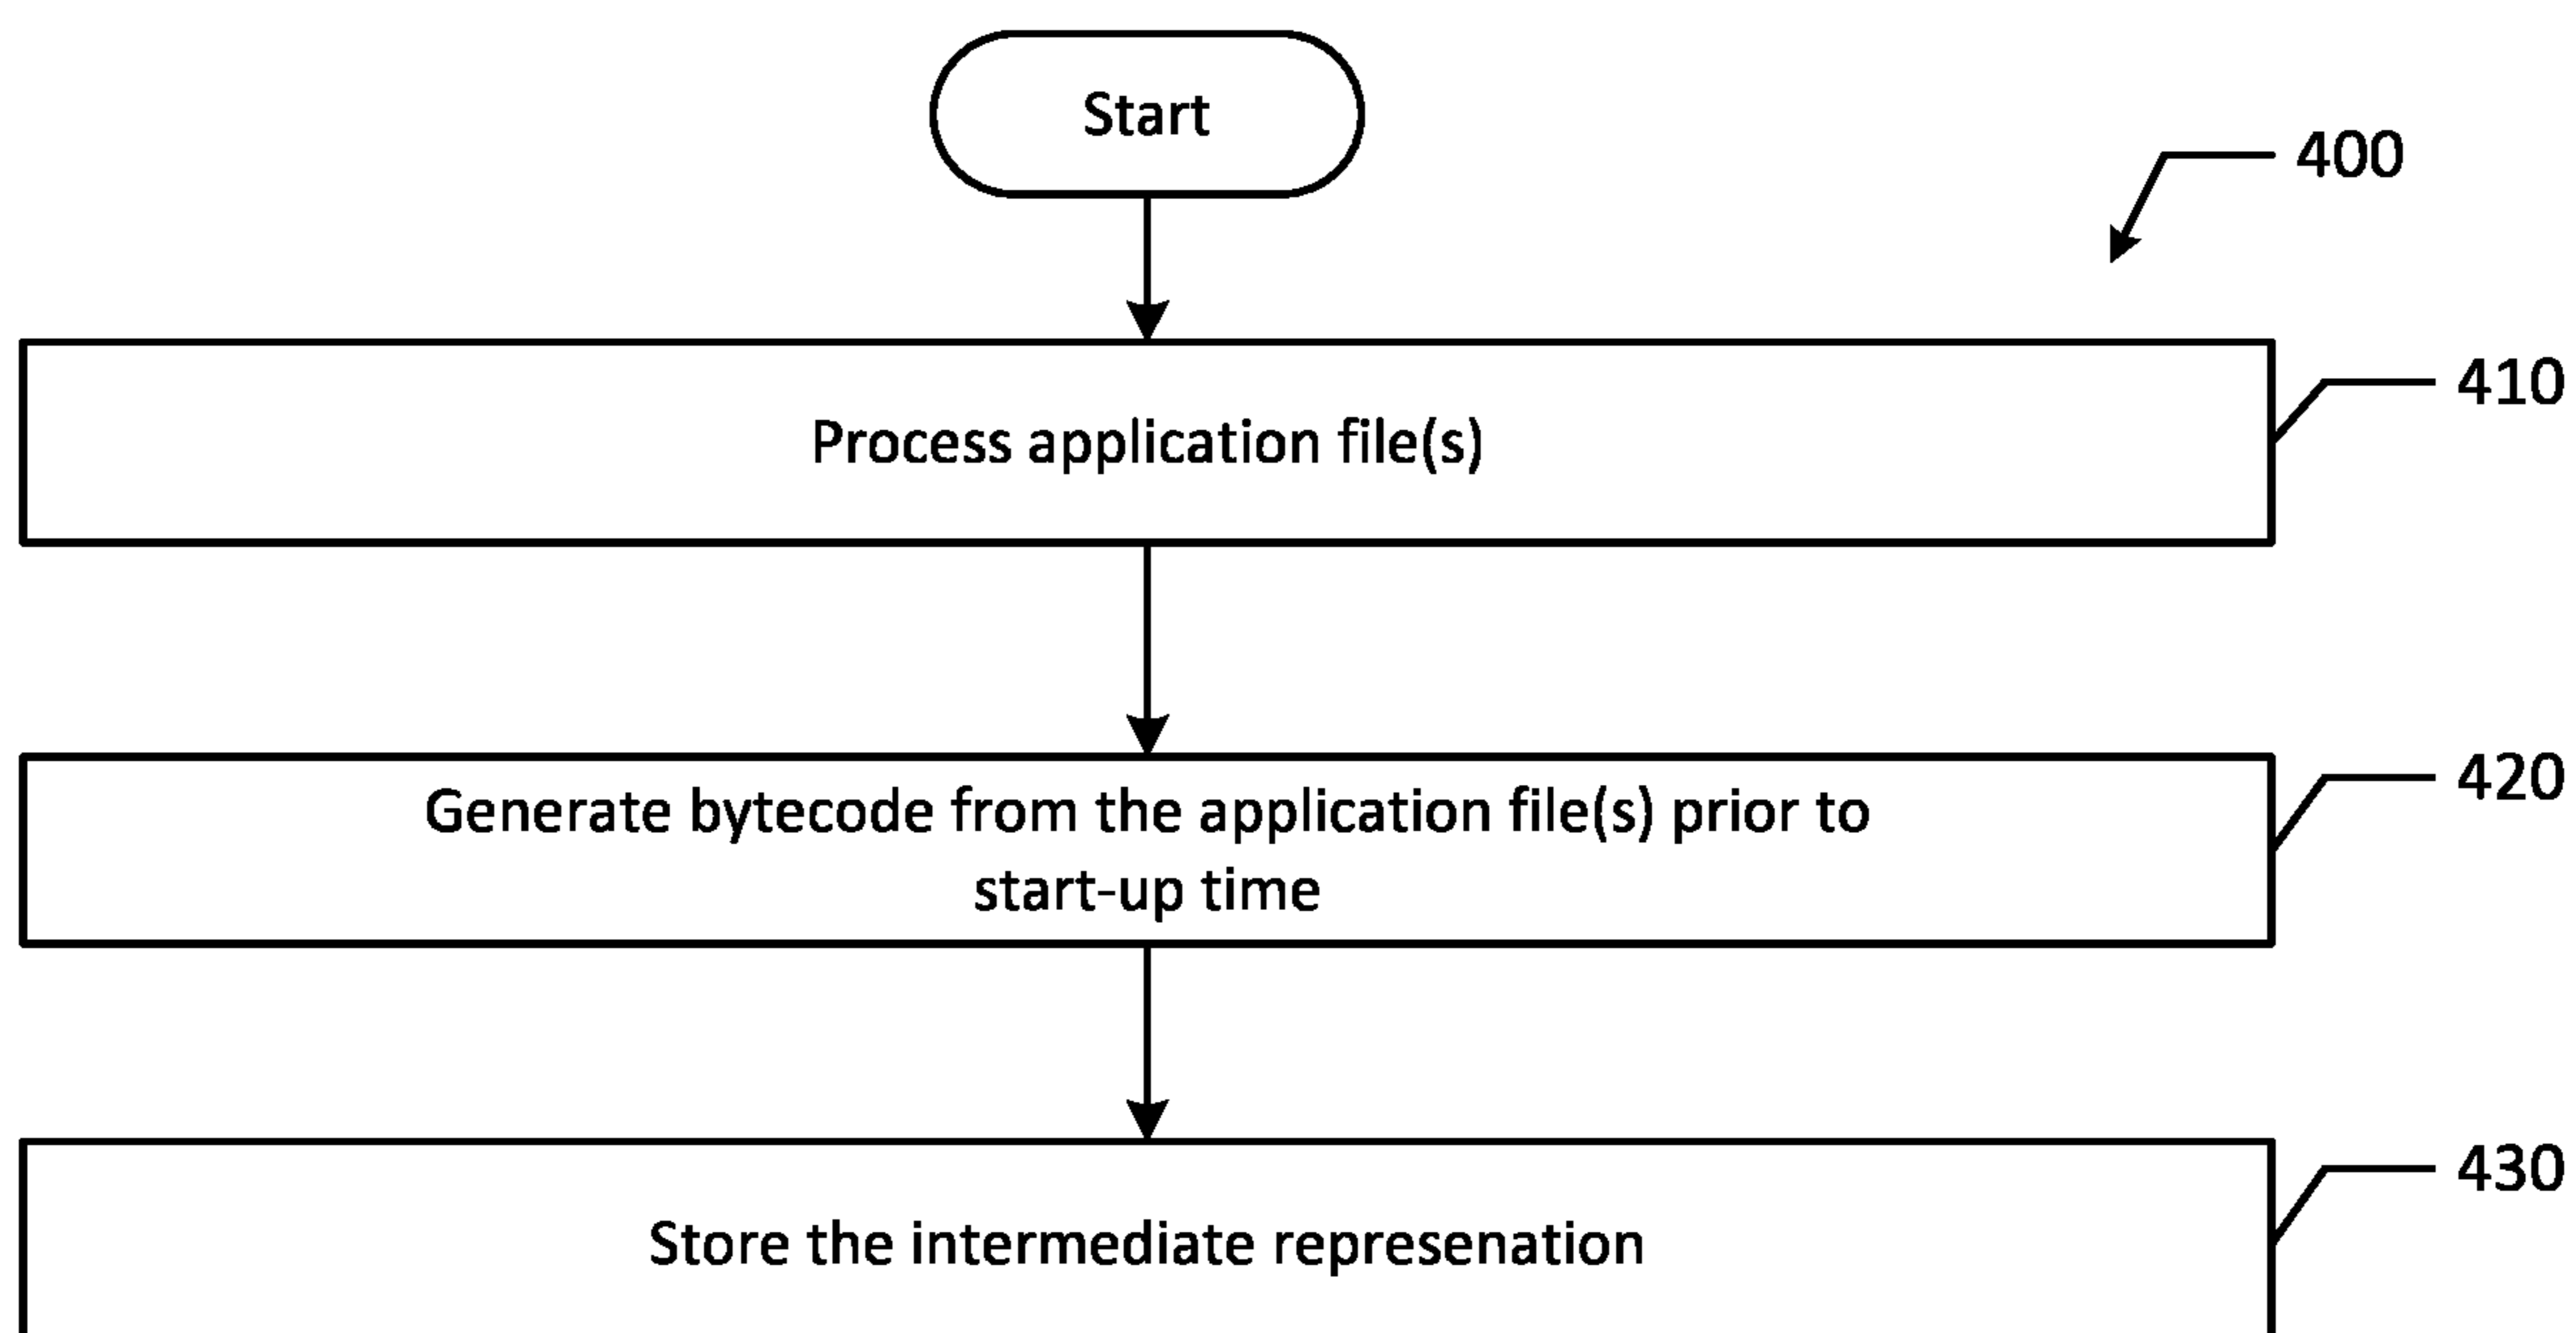 Start
400
410
Process application file(s)
420
Generate bytecode from the application file(s) prior to
start-up time
430
Store the intermediate represenation